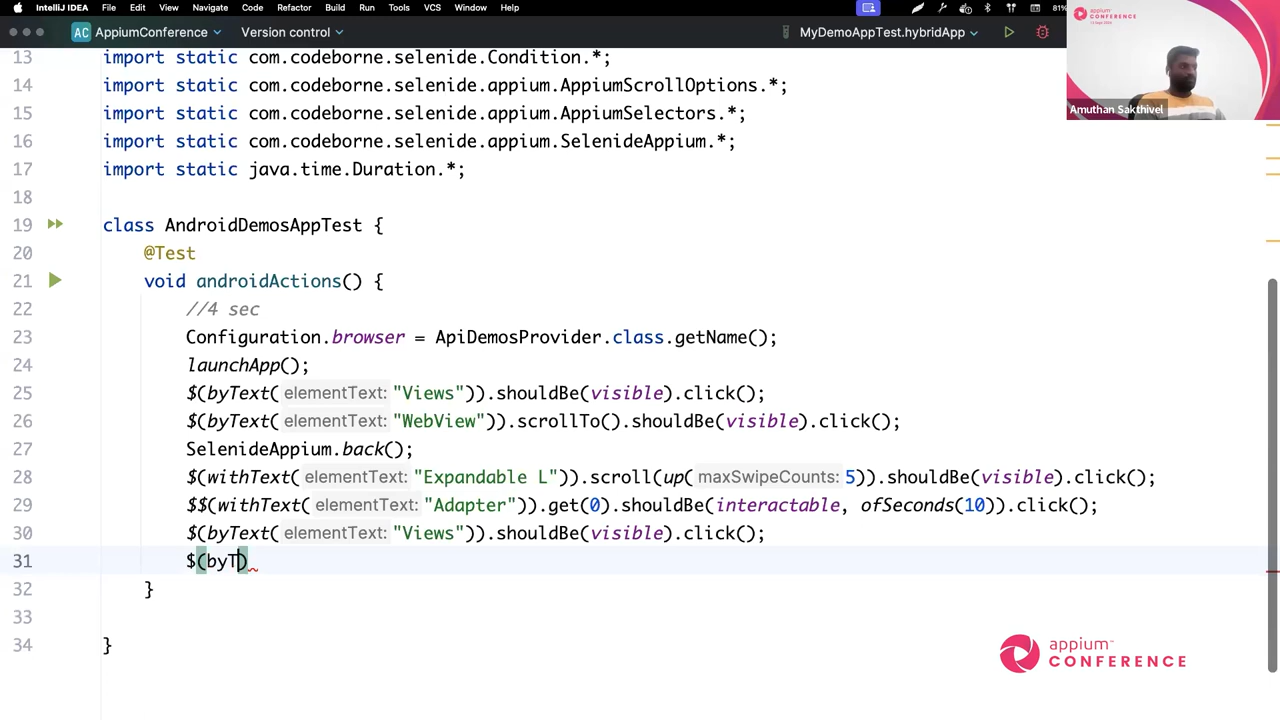 IntelliJ IDEA File Edit View Navigate Code Refactor Build Run Tools VCS Window Help 81%
AC AppiumConference Version control MyDemoAppTest.hybridApp
appium
CONFERENCE
Amuthan Sakthivel
13 import static com.codeborne.selenide.Condition.*;
14 import static com.codeborne.selenide.appium.AppiumScrollOptions.*;
15 import static com.codeborne.selenide.appium.AppiumSelectors.*;
16 import static com.codeborne.selenide.appium.SelenideAppium.*;
17 import static java.time.Duration.*;
18
19 class AndroidDemosAppTest {
20 @Test
21 void androidActions() {
22 //4 sec
23 Configuration.browser = ApiDemosProvider.class.getName();
24 launchApp();
25 $(byText( elementText: "Views")).shouldBe(visible).click();
26 $(byText( elementText: "WebView")).scrollTo().shouldBe(visible).click();
27 SelenideAppium.back();
28 $(withText( elementText: "Expandable L")).scroll(up( maxSwipeCounts: 5)).shouldBe(visible).click();
29 $$(withText( elementText: "Adapter")).get(0).shouldBe(interactable, ofSeconds(10)).click();
30 $(byText( elementText: "Views")).shouldBe(visible).click();
31 $(byT)
32 }
33
34 }
appium™
CONFERENCE